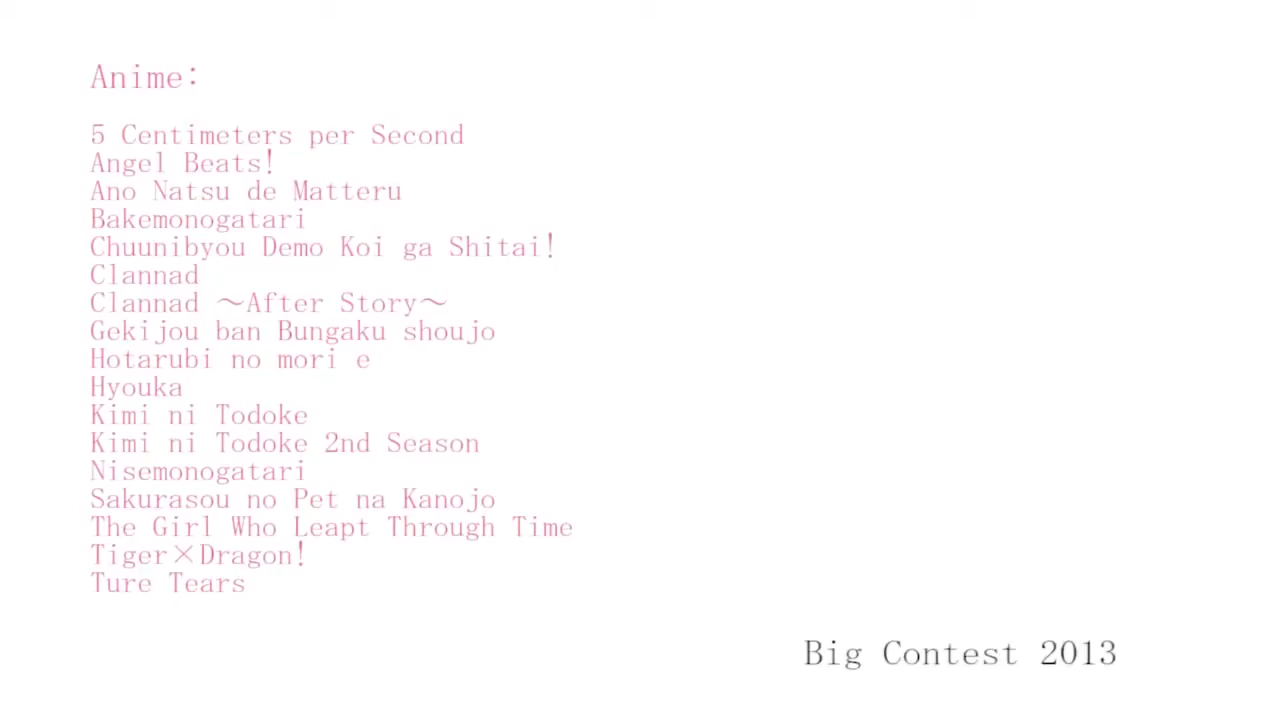 Anime:
5 Centimeters per Second
Angel Beats!
Ano Natsu de Matteru
Bakemonogatari
Chuunibyou Demo Koi ga Shitai!
Clannad
Clannad ～After Story～
Gekijou ban Bungaku shoujo
Hotarubi no mori e
Hyouka
Kimi ni Todoke
Kimi ni Todoke 2nd Season
Nisemonogatari
Sakurasou no Pet na Kanojo
The Girl Who Leapt Through Time
Tiger×Dragon!
Ture Tears
Big Contest 2013